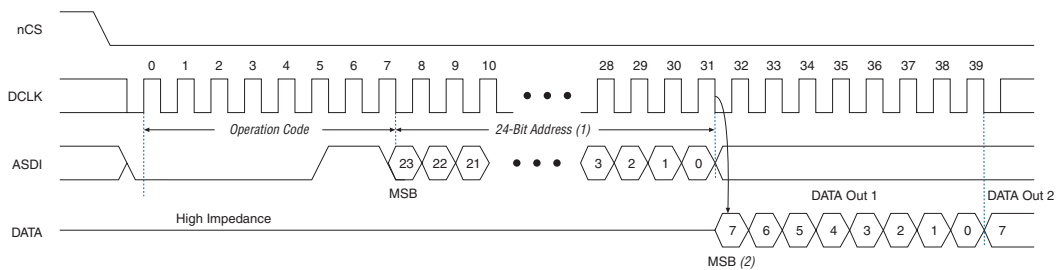 nCS
0 1 2 3 4 5 6 7 8 9 10 28 29 30 31 32 33 34 35 36 37 38 39
DCLK
Operation Code 24-Bit Address (1)
ASDI 23 22 21 3 2 1 0
MSB
DATA Out 1 DATA Out 2
High Impedance
DATA 7 6 5 4 3 2 1 0 7
MSB (2)